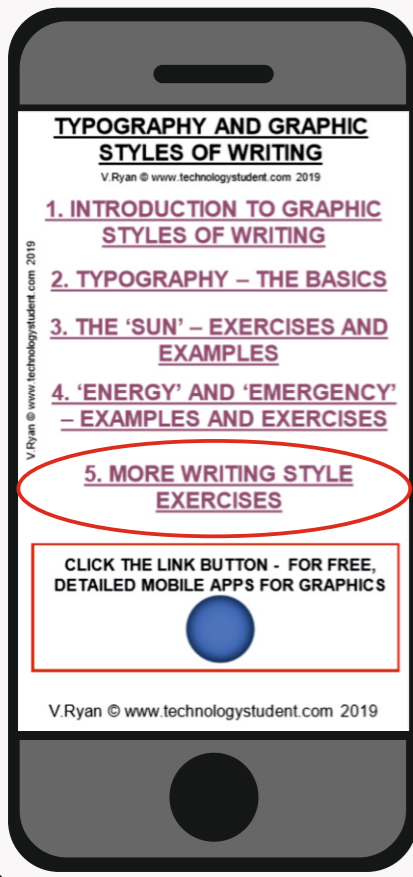 TYPOGRAPHY AND GRAPHIC
STYLES OF WRITING
V.Ryan © www.technologystudent.com 2019
1. INTRODUCTION TO GRAPHIC
STYLES OF WRITING
2. TYPOGRAPHY – THE BASICS
3. THE ‘SUN’ – EXERCISES AND
EXAMPLES
4. ‘ENERGY’ AND ‘EMERGENCY’
– EXAMPLES AND EXERCISES
5. MORE WRITING STYLE
EXERCISES
V.Ryan © www.technologystudent.com 2019
CLICK THE LINK BUTTON - FOR FREE,
DETAILED MOBILE APPS FOR GRAPHICS
V.Ryan © www.technologystudent.com 2019